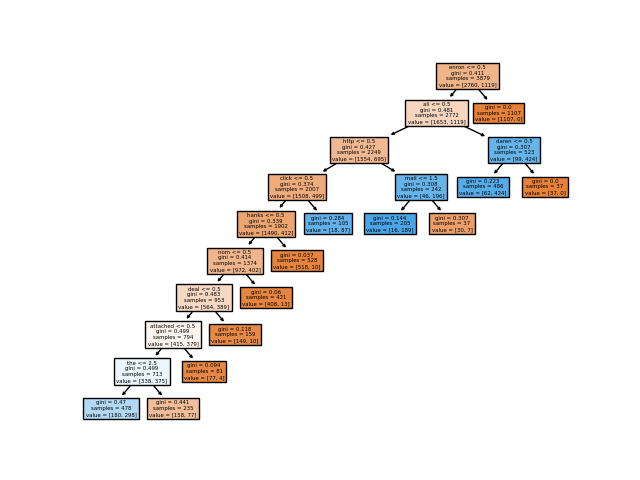 enron <= 0.5
gini = 0.411
samples = 3879
value = [2760, 1119]
ali <= 0.5
gini = 0.481
samples = 2772
value = [1653, 1119]
gini = 0.0
samples = 1107
value = [1107, 0]
http <= 0.5
gini = 0.427
samples = 2249
value = [1554, 695]
daren <= 0.5
gini = 0.307
samples = 523
value = [99, 424]
click <= 0.5
gini = 0.374
samples = 2007
value = [1508, 499]
mail <= 1.5
gini = 0.308
samples = 242
value = [46, 196]
gini = 0.223
samples = 486
value = [62, 424]
gini = 0.0
samples = 37
value = [37, 0]
hanks <= 0.5
gini = 0.339
samples = 1902
value = [1490, 412]
gini = 0.284
samples = 105
value = [18, 87]
gini = 0.144
samples = 205
value = [16, 189]
gini = 0.307
samples = 37
value = [30, 7]
nom <= 0.5
gini = 0.414
samples = 1374
value = [972, 402]
gini = 0.037
samples = 528
value = [518, 10]
deal <= 0.5
gini = 0.483
samples = 953
value = [564, 389]
gini = 0.06
samples = 421
value = [408, 13]
attached <= 0.5
gini = 0.499
samples = 794
value = [415, 379]
gini = 0.118
samples = 159
value = [149, 10]
the <= 2.5
gini = 0.499
samples = 713
value = [338, 375]
gini = 0.094
samples = 81
value = [77, 4]
gini = 0.47
samples = 478
value = [180, 298]
gini = 0.441
samples = 235
value = [158, 77]